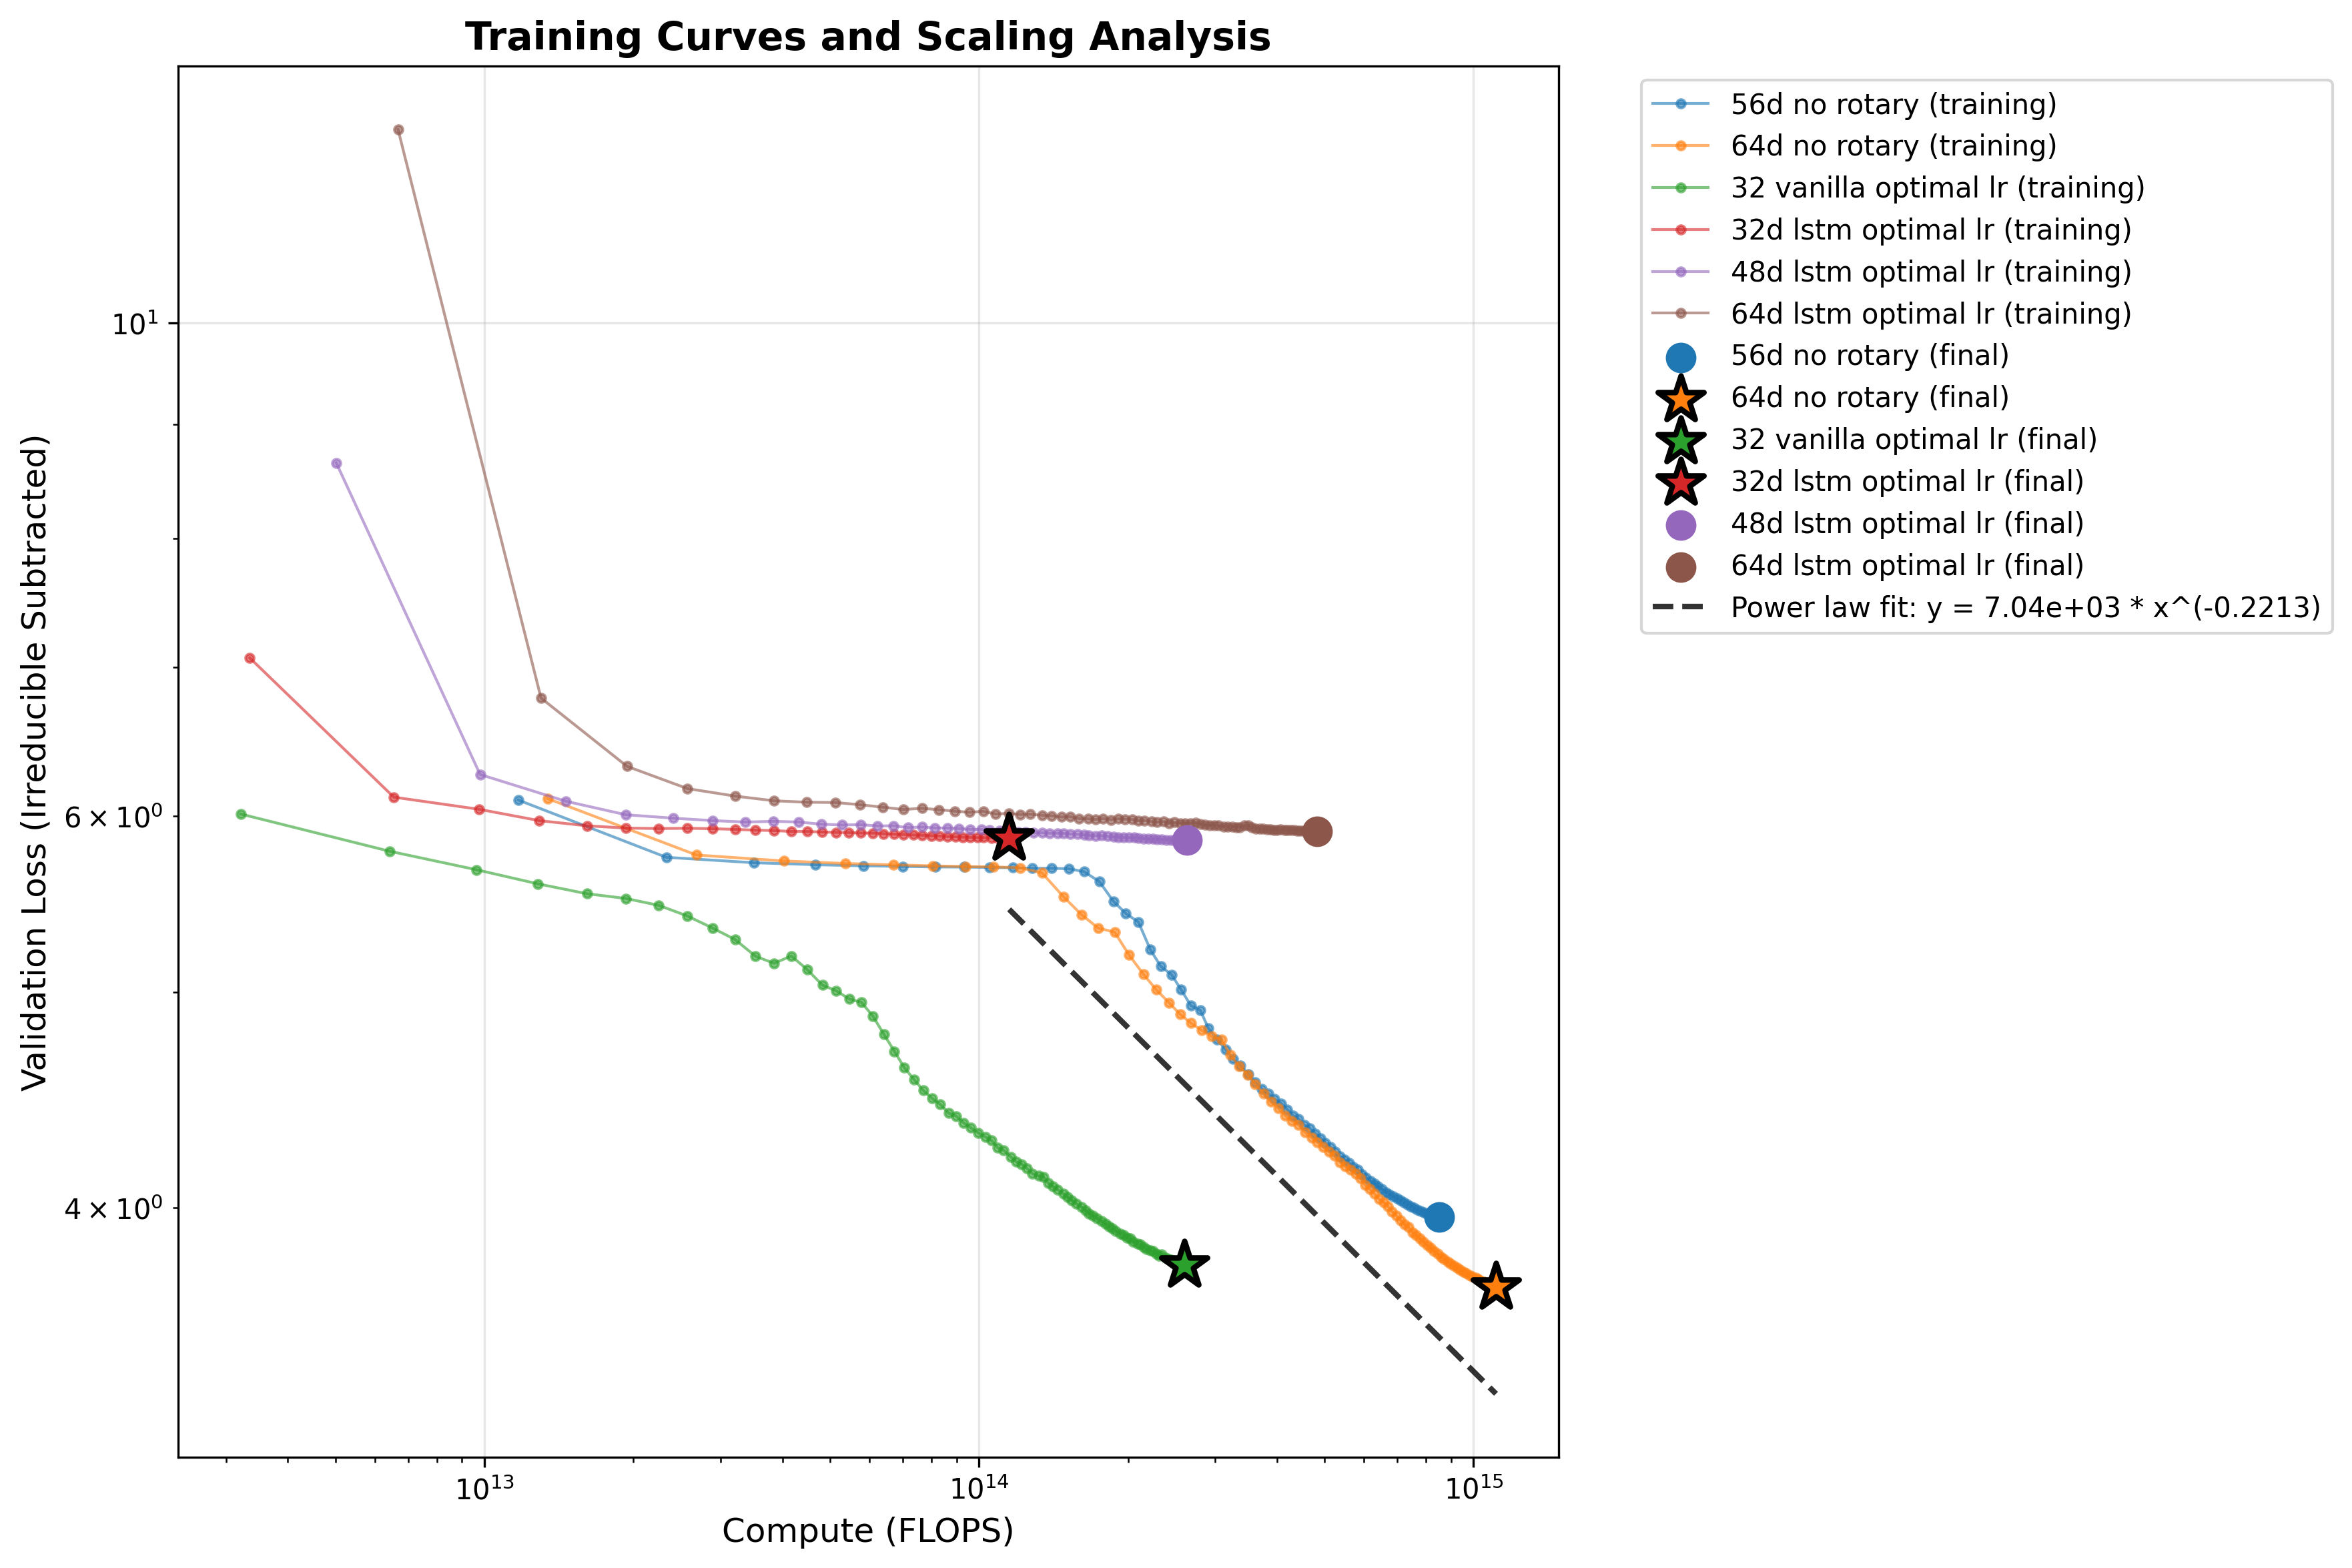 Training Curves and Scaling Analysis
Validation Loss (Irreducible Subtracted)
10¹
6 × 10⁰
4 × 10⁰
10¹³
10¹⁴
10¹⁵
Compute (FLOPS)
56d no rotary (training)
64d no rotary (training)
32 vanilla optimal lr (training)
32d lstm optimal lr (training)
48d lstm optimal lr (training)
64d lstm optimal lr (training)
56d no rotary (final)
64d no rotary (final)
32 vanilla optimal lr (final)
32d lstm optimal lr (final)
48d lstm optimal lr (final)
64d lstm optimal lr (final)
Power law fit: y = 7.04e+03 * x^(-0.2213)